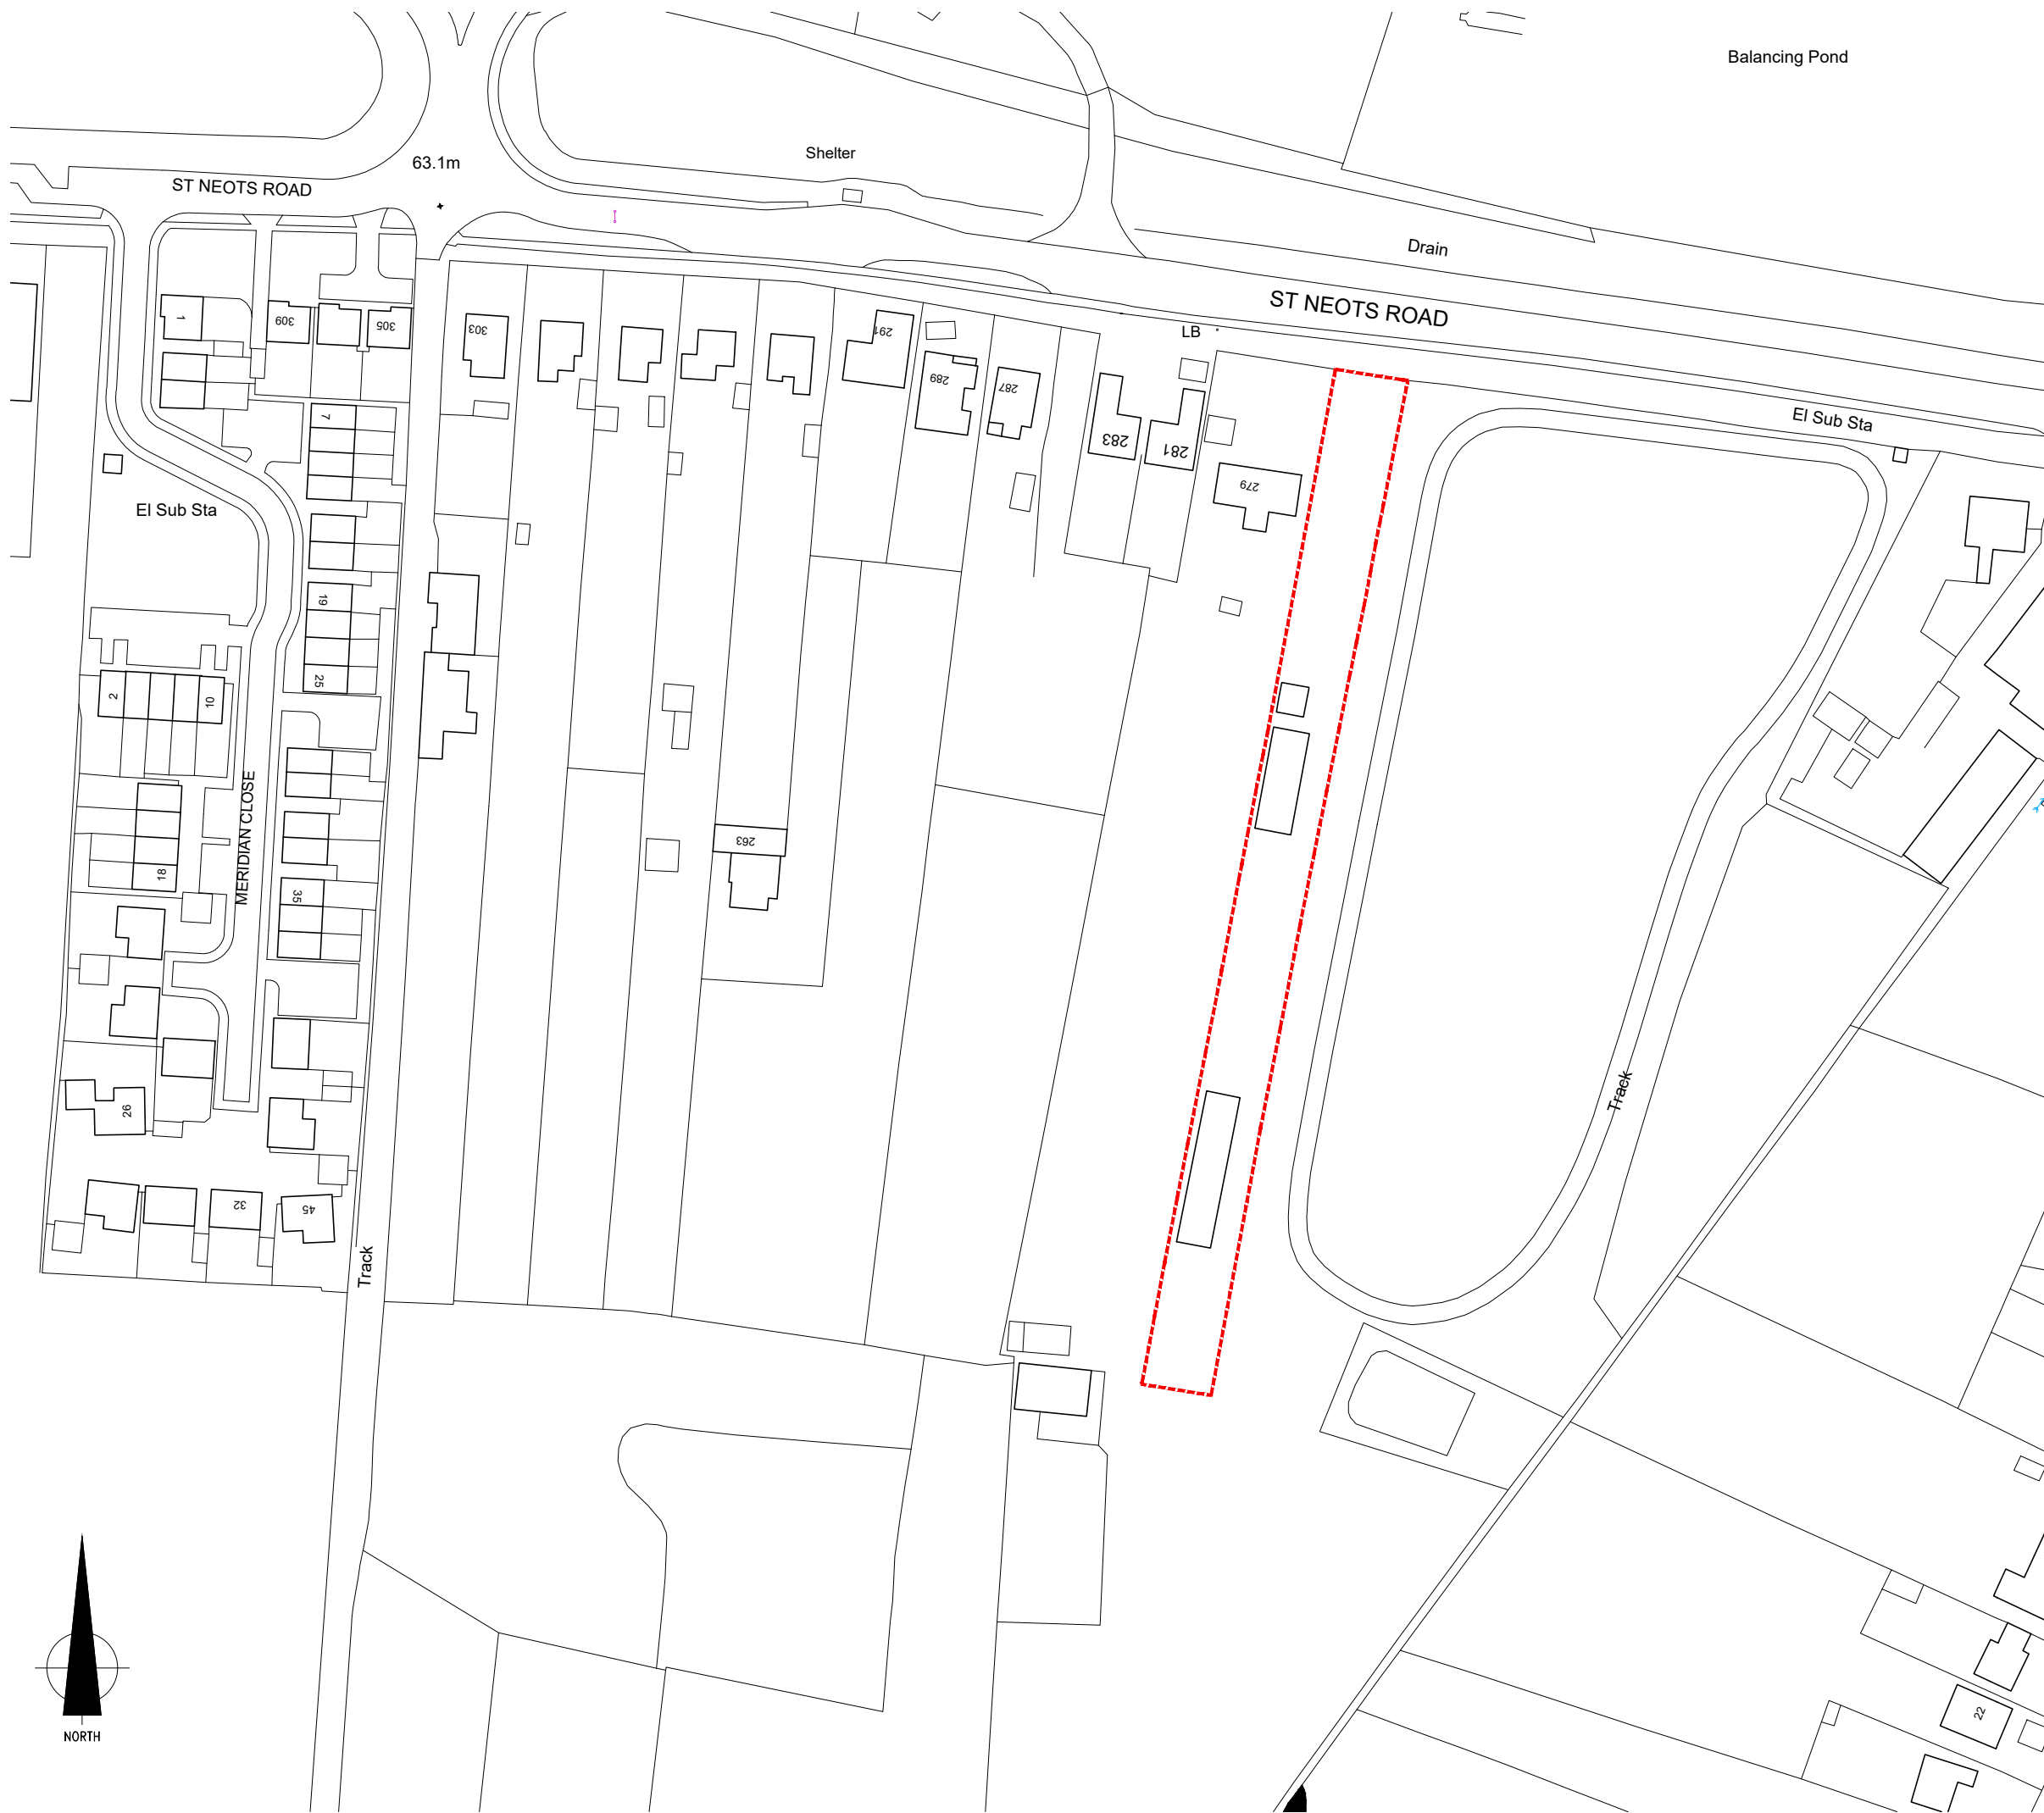 Balancing Pond
Shelter
63.1m
ST NEOTS ROAD
Drain
ST NEOTS ROAD
LB
El Sub Sta
1
309
305
303
291
289
287
283
281
279
7
El Sub Sta
19
25
2
10
MERIDIAN CLOSE
18
35
263
26
32
45
Track
Track
22
NORTH